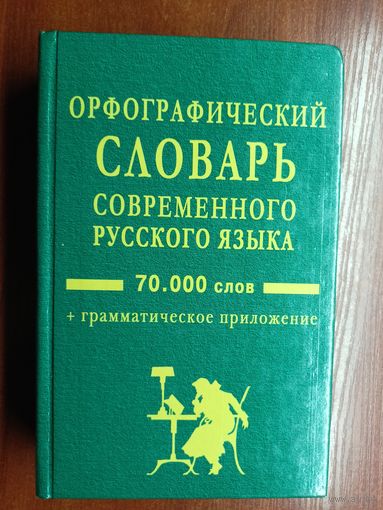 ОРФОГРАФИЧЕСКИЙ
СЛОВАРЬ
СОВРЕМЕННОГО
РУССКОГО ЯЗЫКА
70.000 слов
+ грамматическое приложение